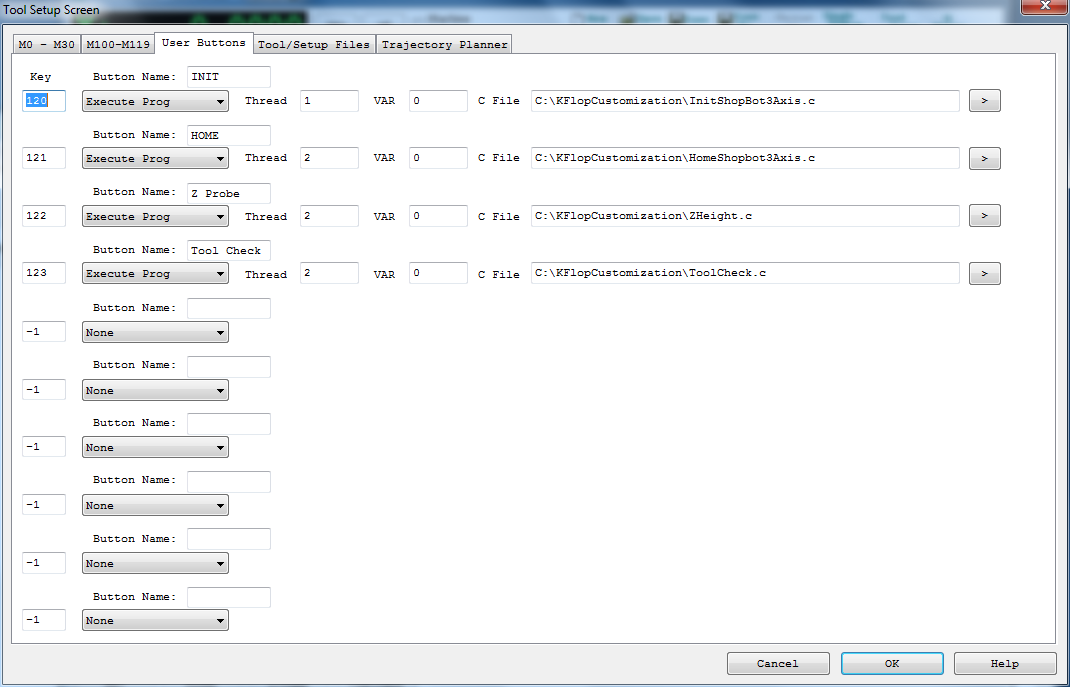 Tool Setup Screen
M0 - M30 M100-M119 User Buttons Tool/Setup Files Trajectory Planner
Key Button Name: INIT
120 Execute Prog Thread 1 VAR 0 C File C:\KFlopCustomization\InitShopBot3Axis.c >
Button Name: HOME
121 Execute Prog Thread 2 VAR 0 C File C:\KFlopCustomization\HomeShopbot3Axis.c >
Button Name: Z Probe
122 Execute Prog Thread 2 VAR 0 C File C:\KFlopCustomization\ZHeight.c >
Button Name: Tool Check
123 Execute Prog Thread 2 VAR 0 C File C:\KFlopCustomization\ToolCheck.c >
Button Name:
-1 None
Button Name:
-1 None
Button Name:
-1 None
Button Name:
-1 None
Button Name:
-1 None
Button Name:
-1 None
Cancel OK Help